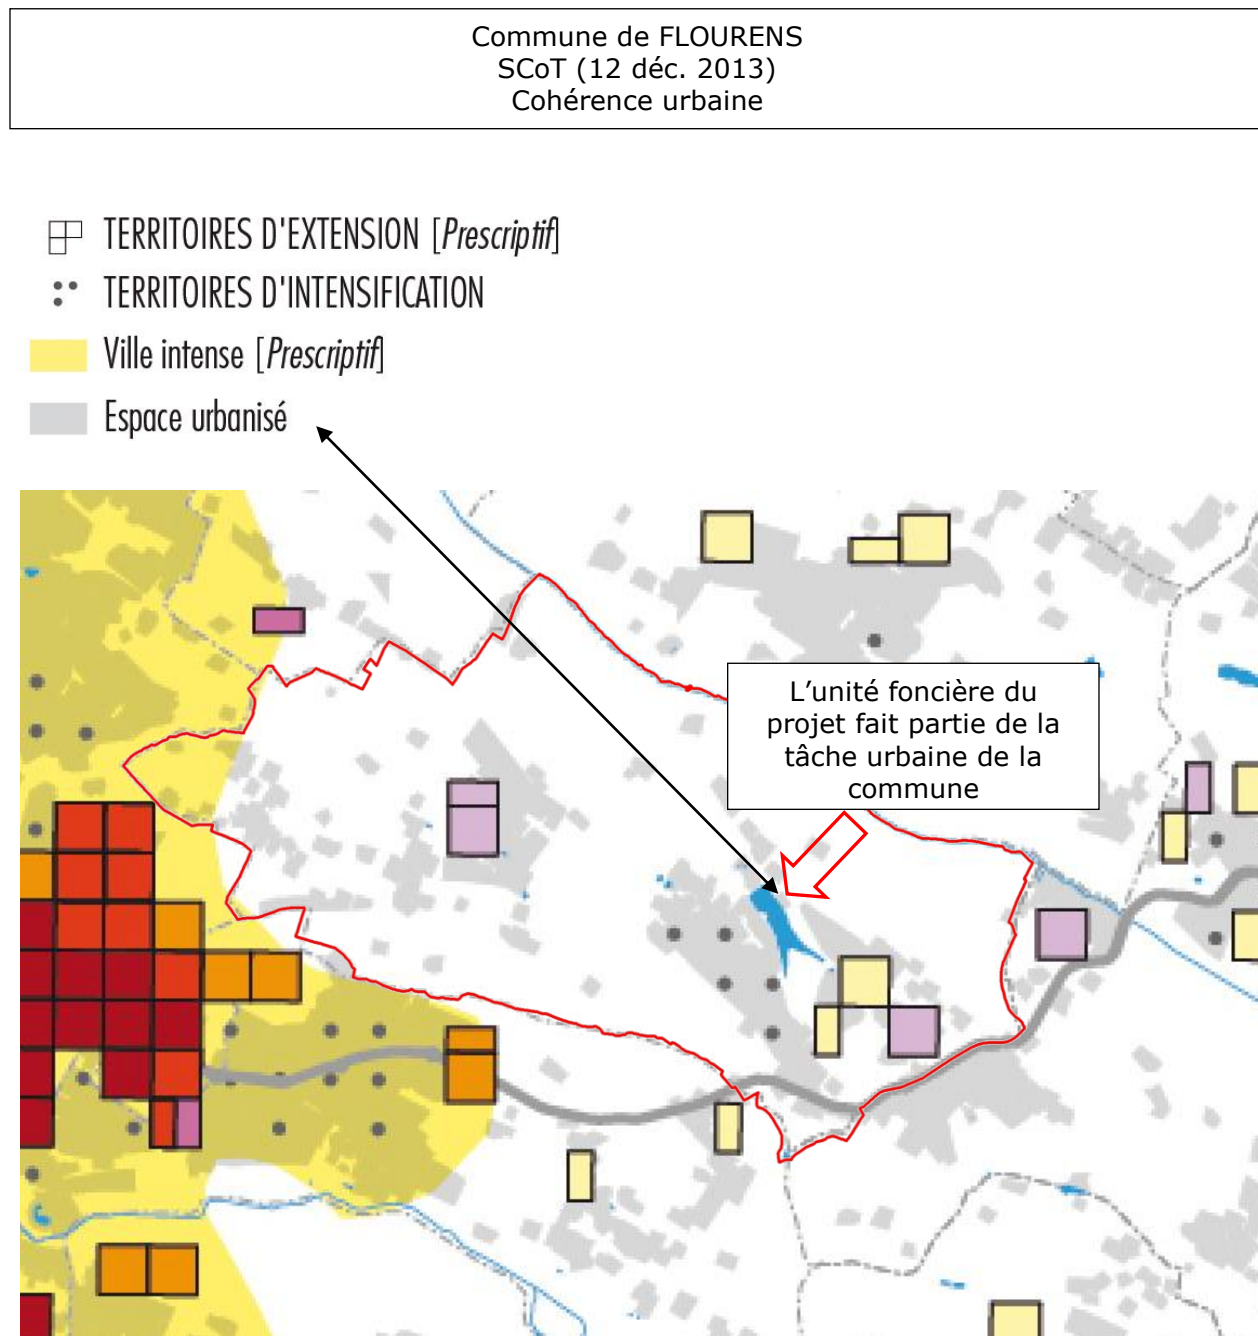 Commune de FLOURENS
SCoT (12 déc. 2013)
Cohérence urbaine
TERRITOIRES D'EXTENSION [Prescriptif]
TERRITOIRES D'INTENSIFICATION
Ville intense [Prescriptif]
Espace urbanisé
L'unité foncière du
projet fait partie de la
tâche urbaine de la
commune